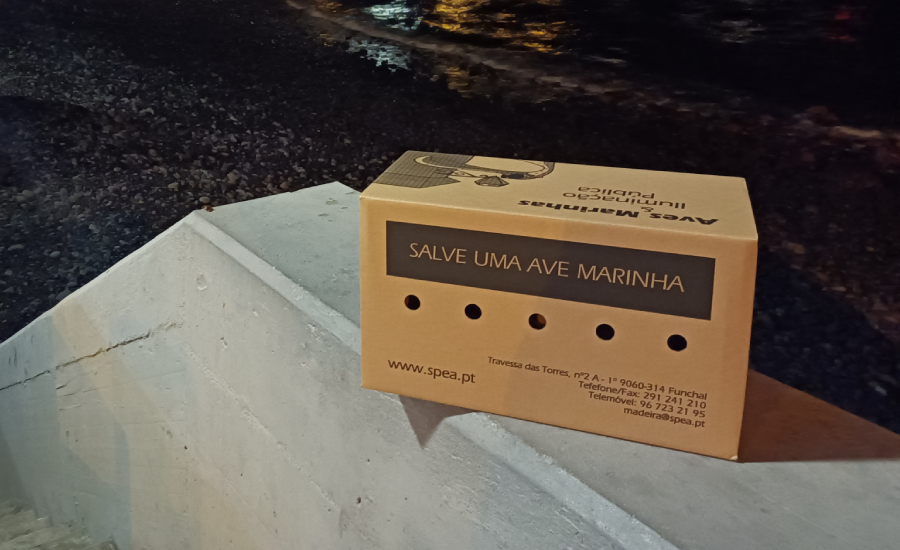 Aves Marinhas
&
Iluminação
Pública
SALVE UMA AVE MARINHA
www.spea.pt
Travessa das Torres, nº2 A - 1º 9060-314 Funchal
Tefefone/Fax: 291 241 210
Telemóvel: 96 723 21 95
madeira@spea.pt